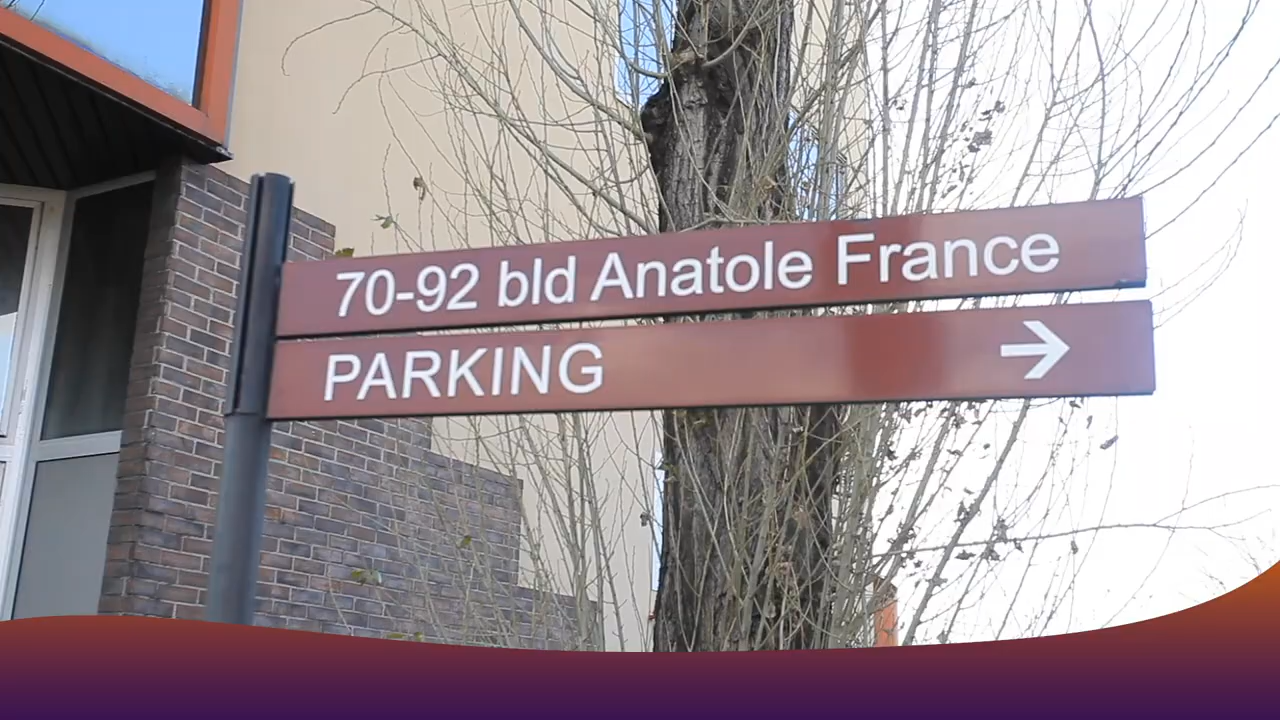 70-92 bld Anatole France
PARKING →